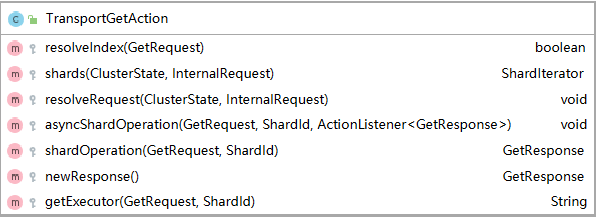 TransportGetAction
resolveIndex(GetRequest) boolean
shards(ClusterState, InternalRequest) ShardIterator
resolveRequest(ClusterState, InternalRequest) void
asyncShardOperation(GetRequest, ShardId, ActionListener<GetResponse>) void
shardOperation(GetRequest, ShardId) GetResponse
newResponse() GetResponse
getExecutor(GetRequest, ShardId) String